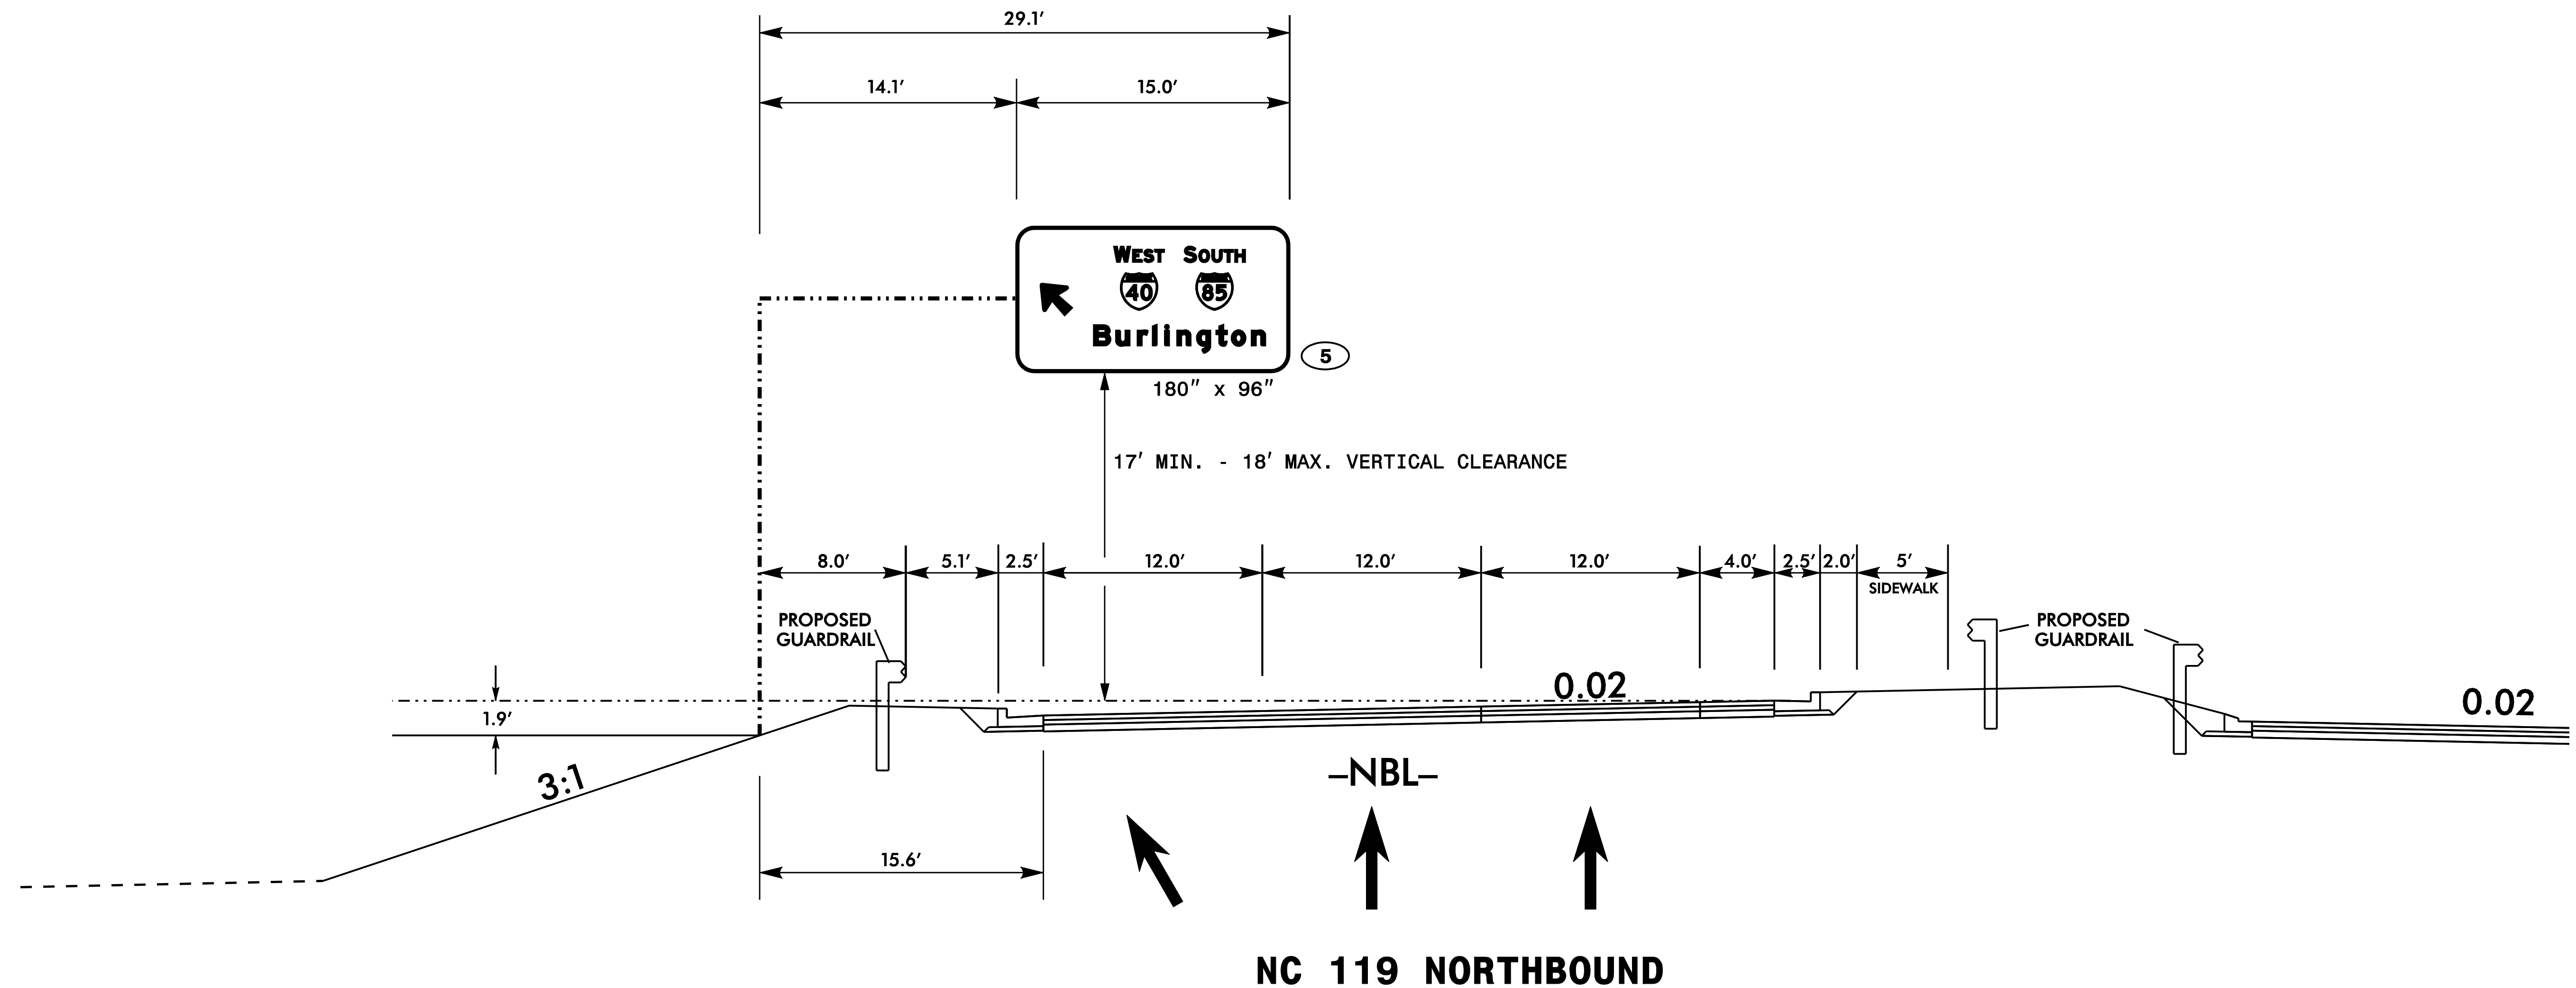 29.1'
14.1' 15.0'
WEST SOUTH
40 85
Burlington
5
180" x 96"
17' MIN. - 18' MAX. VERTICAL CLEARANCE
8.0' 5.1' 2.5' 12.0' 12.0' 12.0' 4.0' 2.5' 2.0' 5'
SIDEWALK
PROPOSED
GUARDRAIL
PROPOSED
GUARDRAIL
0.02
0.02
1.9'
3:1
–NBL–
15.6'
NC 119 NORTHBOUND